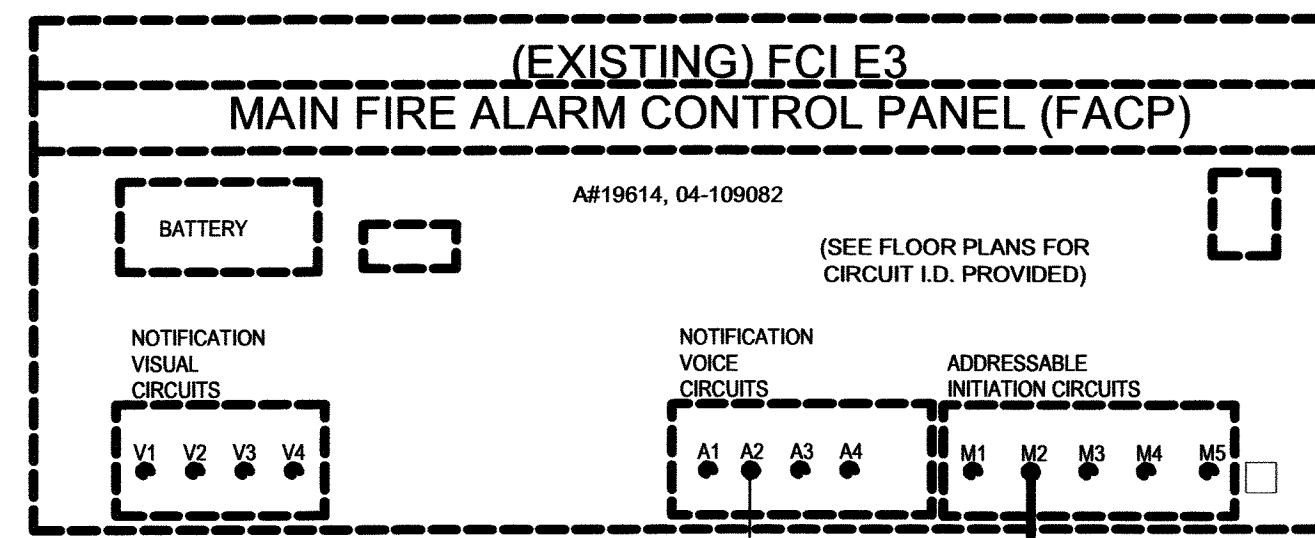 (EXISTING) FCI E3
MAIN FIRE ALARM CONTROL PANEL (FACP)
A#19614, 04-109082
BATTERY
(SEE FLOOR PLANS FOR
CIRCUIT I.D. PROVIDED)
NOTIFICATION
VISUAL
CIRCUITS
V1 V2 V3 V4
NOTIFICATION
VOICE
CIRCUITS
A1 A2 A3 A4
ADDRESSABLE
INITIATION CIRCUITS
M1 M2 M3 M4 M5